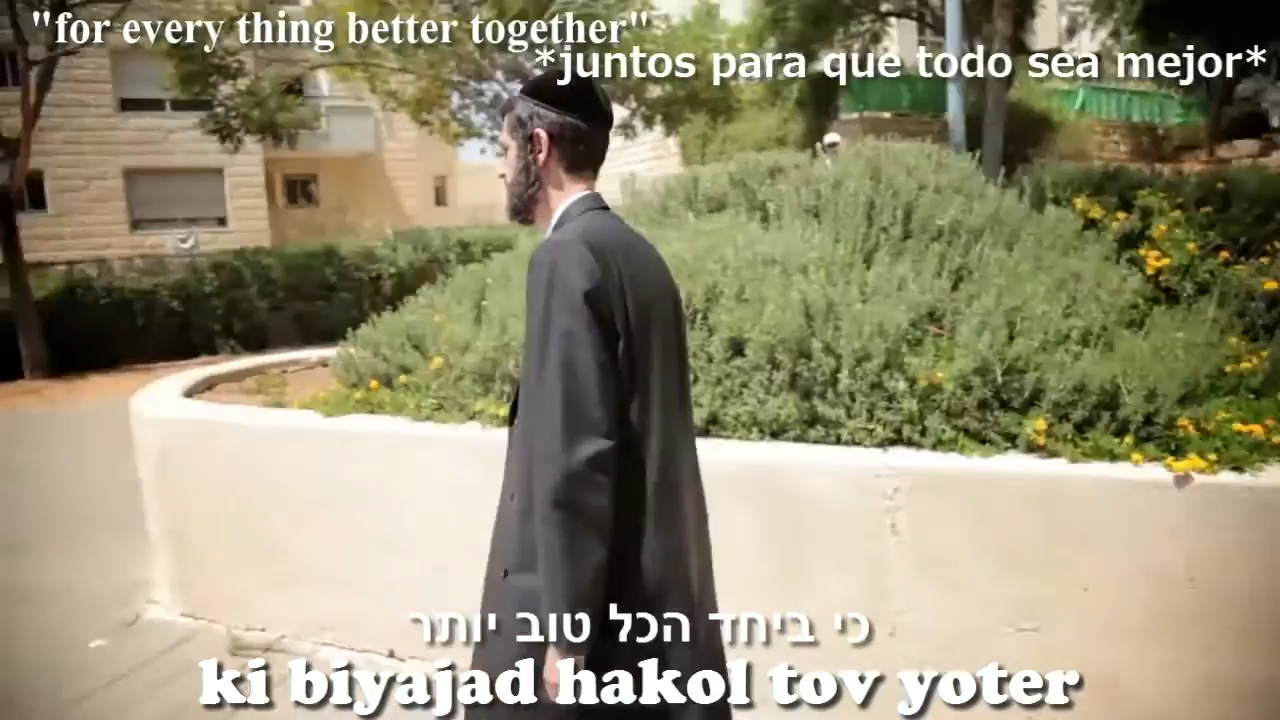 "for every thing better together"
*juntos para que todo sea mejor*
כי ביחד הכל טוב יותר
ki biyajad hakol tov yoter